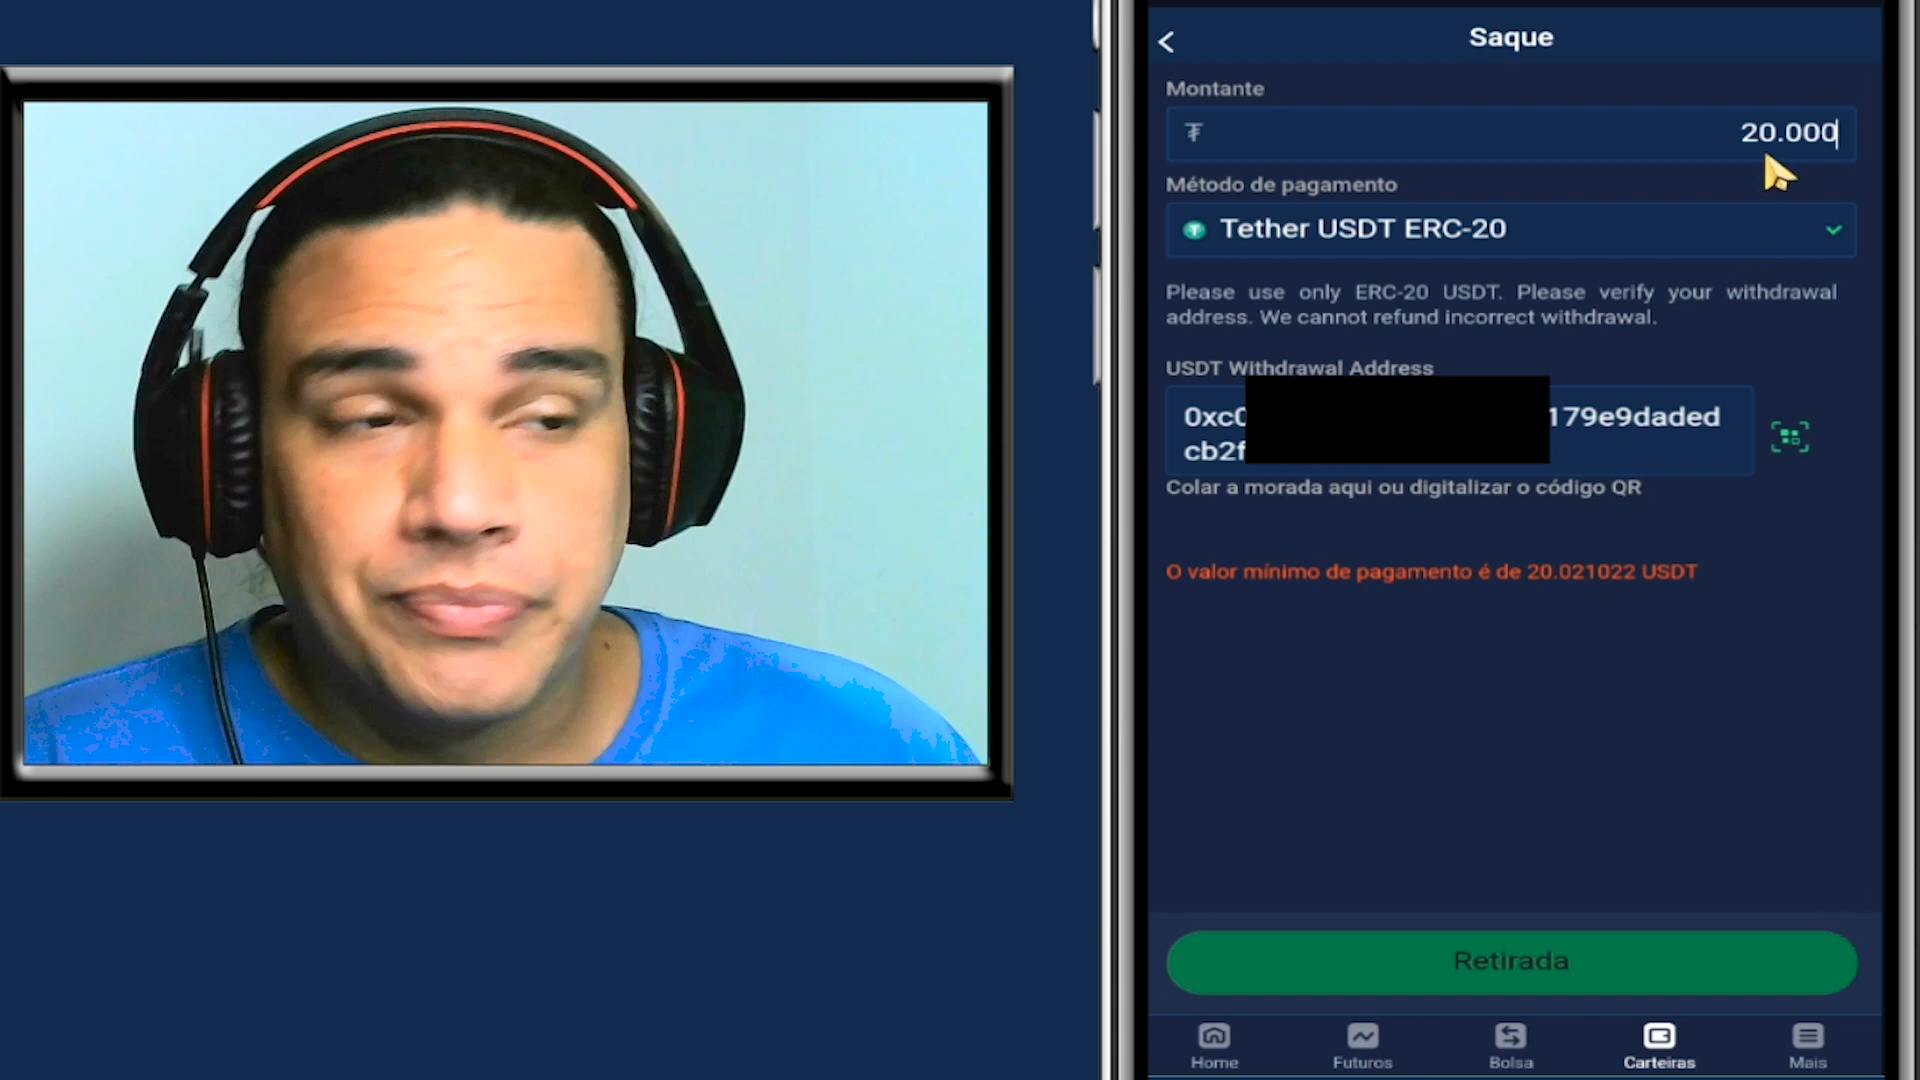 Saque
Montante
₮ 20.000
Método de pagamento
Tether USDT ERC-20
Please use only ERC-20 USDT. Please verify your withdrawal
address. We cannot refund incorrect withdrawal.
USDT Withdrawal Address
0xc0 179e9daded
cb2f
Colar a morada aqui ou digitalizar o código QR
O valor mínimo de pagamento é de 20.021022 USDT
Retirada
Home Futuros Bolsa Carteiras Mais